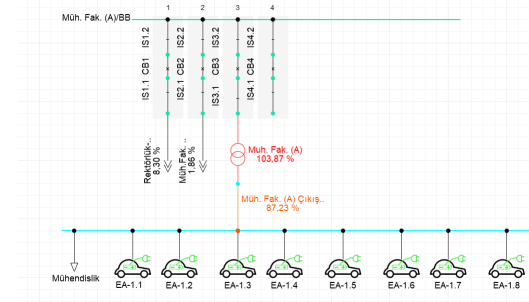 Müh. Fak. (A)/BB
1 2 3 4
IS1.2 IS2.2 IS3.2 IS4.2
CB1 CB2 CB3 CB4
IS1.1 IS2.1 IS3.1 IS4.1
Rektörlük-..
8,30 %
Müh.Fak. ..
1,86 %
Muh. Fak. (A)
103,87 %
Müh. Fak. (A) Çıkış..
87,23 %
Mühendislik
EA-1.1 EA-1.2 EA-1.3 EA-1.4 EA-1.5 EA-1.6 EA-1.7 EA-1.8